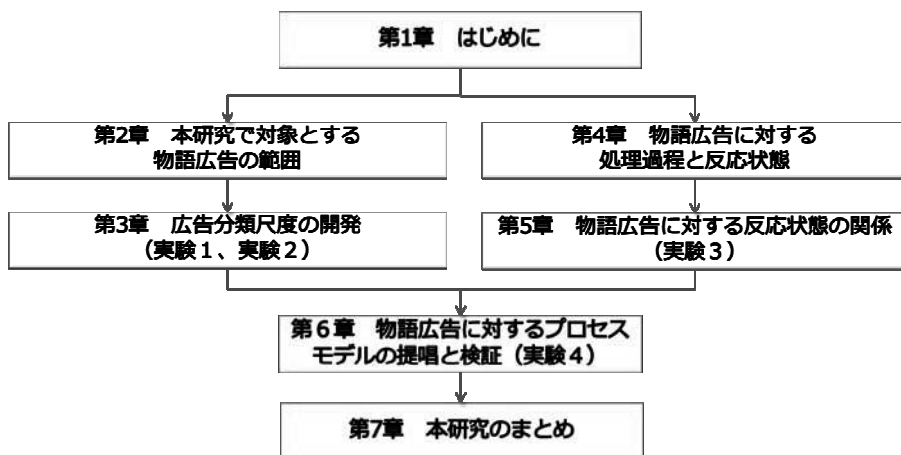 第1章　はじめに
第2章　本研究で対象とする
物語広告の範囲
第4章　物語広告に対する
処理過程と反応状態
第3章　広告分類尺度の開発
（実験１、実験２）
第5章　物語広告に対する反応状態の関係
（実験３）
第６章　物語広告に対するプロセス
モデルの提唱と検証（実験４）
第7章　本研究のまとめ